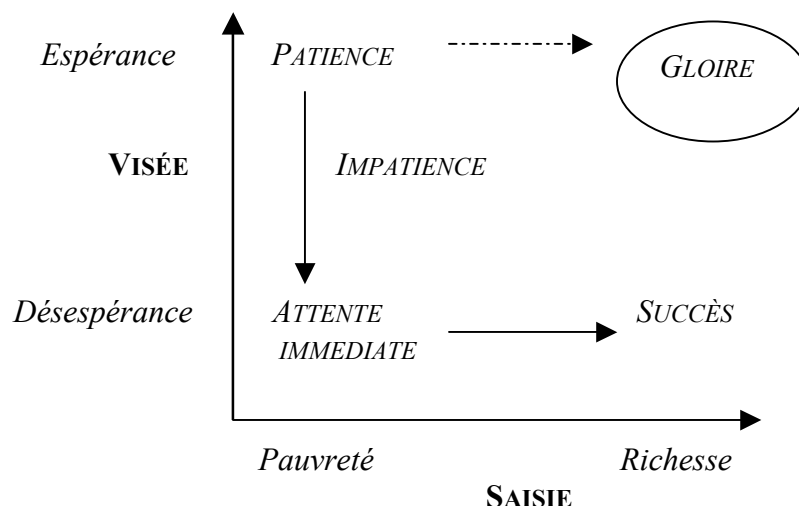 Espérance PATIENCE GLOIRE
VISÉE IMPATIENCE
Désespérance ATTENTE SUCCÈS
IMMEDIATE
Pauvreté Richesse
SAISIE